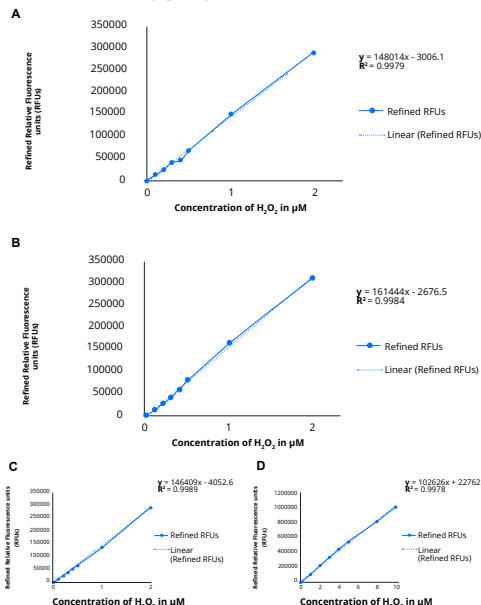 A
350000
300000
250000
200000
150000
100000
50000
0
0
1
2
Refined Relative Fluorescence
units (RFUs)
Concentration of H₂O₂ in µM
y = 148014x - 3006.1
R² = 0.9979
Refined RFUs
Linear (Refined RFUs)
B
350000
300000
250000
200000
150000
100000
50000
0
0
1
2
Refined Relative Fluorescence
units (RFUs)
Concentration of H₂O₂ in µM
y = 161444x - 2676.5
R² = 0.9984
Refined RFUs
Linear (Refined RFUs)
C
350000
300000
250000
200000
150000
100000
50000
0
0
1
2
Refined Relative Fluorescence units
(RFUs)
Concentration of H₂O₂ in µM
y = 146409x - 4052.6
R² = 0.9989
Refined RFUs
Linear
(Refined RFUs)
D
1200000
1000000
800000
600000
400000
200000
0
0
2
4
6
8
10
Refined Relative Fluorescence units
(RFUs)
Concentration of H₂O₂ in µM
y = 102626x + 22762
R² = 0.9978
Refined RFUs
Linear
(Refined RFUs)